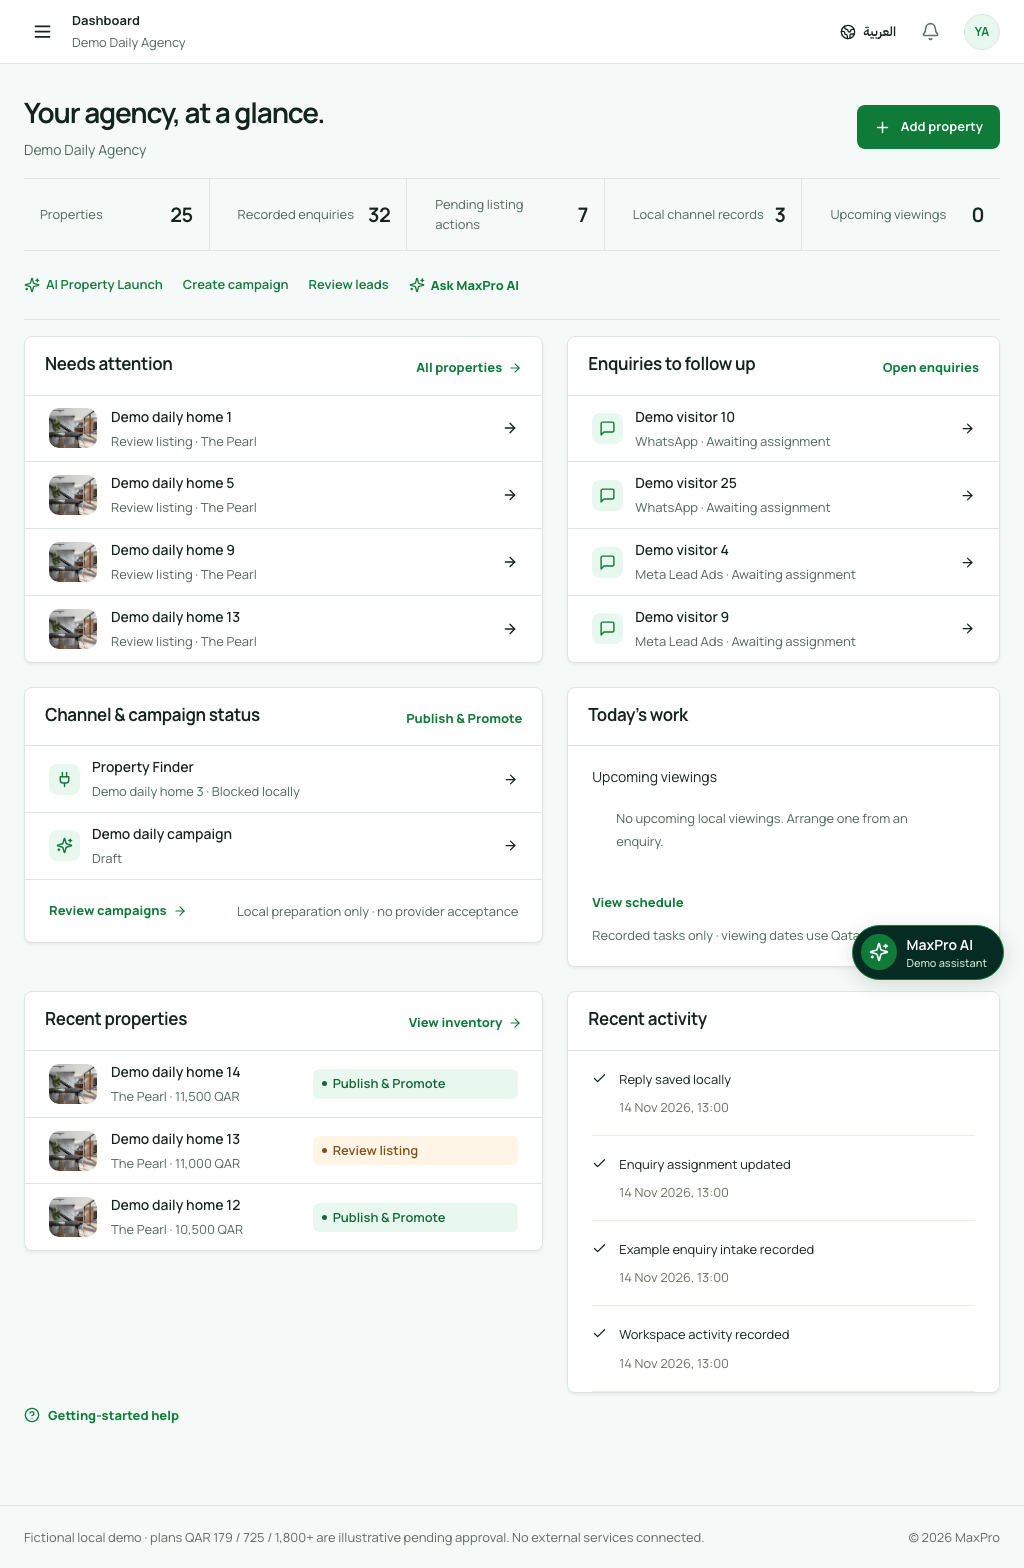 Dashboard
Demo Daily Agency
العربية
YA
Your agency, at a glance.
Demo Daily Agency
Add property
Properties 25
Recorded enquiries 32
Pending listing
actions
7
Local channel records 3
Upcoming viewings 0
AI Property Launch
Create campaign
Review leads
Ask MaxPro AI
Needs attention
All properties
Demo daily home 1
Review listing · The Pearl
Demo daily home 5
Review listing · The Pearl
Demo daily home 9
Review listing · The Pearl
Demo daily home 13
Review listing · The Pearl
Enquiries to follow up
Open enquiries
Demo visitor 10
WhatsApp · Awaiting assignment
Demo visitor 25
WhatsApp · Awaiting assignment
Demo visitor 4
Meta Lead Ads · Awaiting assignment
Demo visitor 9
Meta Lead Ads · Awaiting assignment
Channel & campaign status
Publish & Promote
Property Finder
Demo daily home 3 · Blocked locally
Demo daily campaign
Draft
Review campaigns
Local preparation only · no provider acceptance
Today's work
Upcoming viewings
No upcoming local viewings. Arrange one from an
enquiry.
View schedule
Recorded tasks only · viewing dates use
MaxPro AI
Demo assistant
Recent properties
View inventory
Demo daily home 14
The Pearl · 11,500 QAR
Publish & Promote
Demo daily home 13
The Pearl · 11,000 QAR
Review listing
Demo daily home 12
The Pearl · 10,500 QAR
Publish & Promote
Recent activity
Reply saved locally
14 Nov 2026, 13:00
Enquiry assignment updated
14 Nov 2026, 13:00
Example enquiry intake recorded
14 Nov 2026, 13:00
Workspace activity recorded
14 Nov 2026, 13:00
Getting-started help
Fictional local demo · plans QAR 179 / 725 / 1,800+ are illustrative pending approval. No external services connected.
© 2026 MaxPro